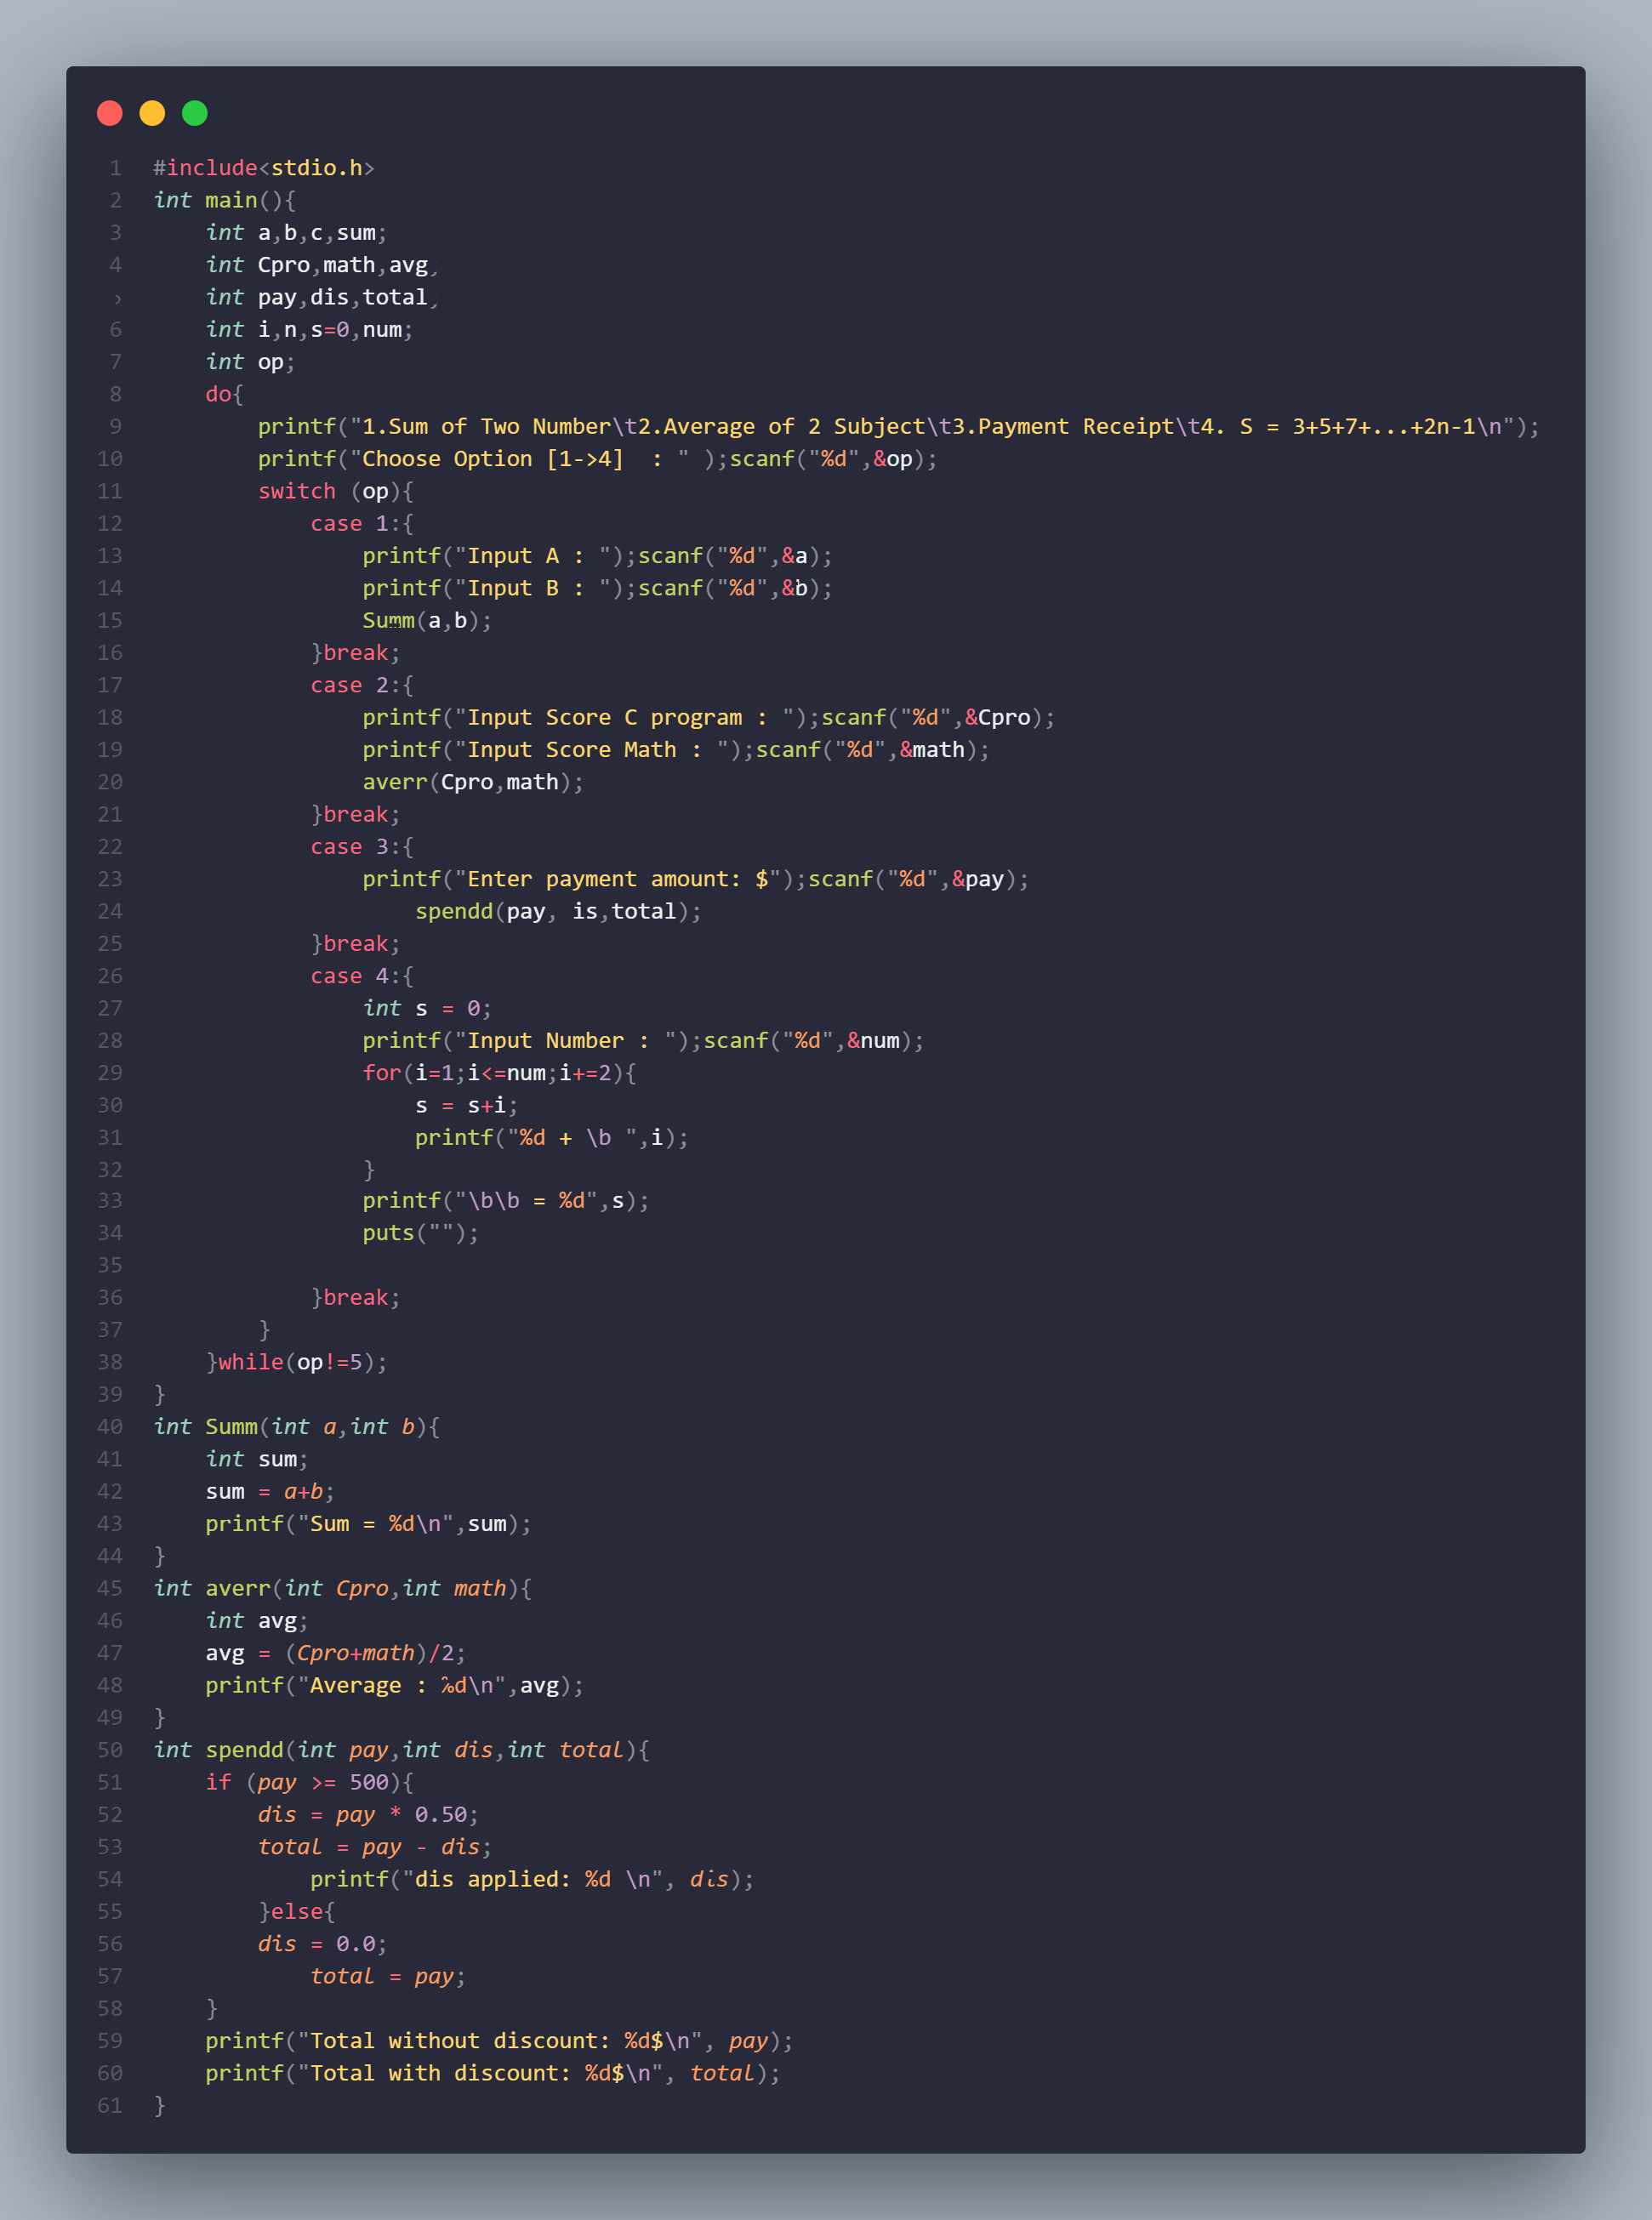 1 #include<stdio.h>
2 int main(){
3     int a,b,c,sum;
4     int Cpro,math,avg,
    int pay,dis,total,
6     int i,n,s=0,num;
7     int op;
8     do{
9         printf("1.Sum of Two Number\t2.Average of 2 Subject\t3.Payment Receipt\t4. S = 3+5+7+...+2n-1\n");
10         printf("Choose Option [1->4]  : " );scanf("%d",&op);
11         switch (op){
12             case 1:{
13                 printf("Input A : ");scanf("%d",&a);
14                 printf("Input B : ");scanf("%d",&b);
15                 Summ(a,b);
16             }break;
17             case 2:{
18                 printf("Input Score C program : ");scanf("%d",&Cpro);
19                 printf("Input Score Math : ");scanf("%d",&math);
20                 averr(Cpro,math);
21             }break;
22             case 3:{
23                 printf("Enter payment amount: $");scanf("%d",&pay);
24                     spendd(pay, is,total);
25             }break;
26             case 4:{
27                 int s = 0;
28                 printf("Input Number : ");scanf("%d",&num);
29                 for(i=1;i<=num;i+=2){
30                     s = s+i;
31                     printf("%d + \b ",i);
32                 }
33                 printf("\b\b = %d",s);
34                 puts("");
35
36             }break;
37         }
38     }while(op!=5);
39 }
40 int Summ(int a,int b){
41     int sum;
42     sum = a+b;
43     printf("Sum = %d\n",sum);
44 }
45 int averr(int Cpro,int math){
46     int avg;
47     avg = (Cpro+math)/2;
48     printf("Average : %d\n",avg);
49 }
50 int spendd(int pay,int dis,int total){
51     if (pay >= 500){
52         dis = pay * 0.50;
53         total = pay - dis;
54             printf("dis applied: %d \n", dis);
55         }else{
56         dis = 0.0;
57             total = pay;
58     }
59     printf("Total without discount: %d$\n", pay);
60     printf("Total with discount: %d$\n", total);
61 }